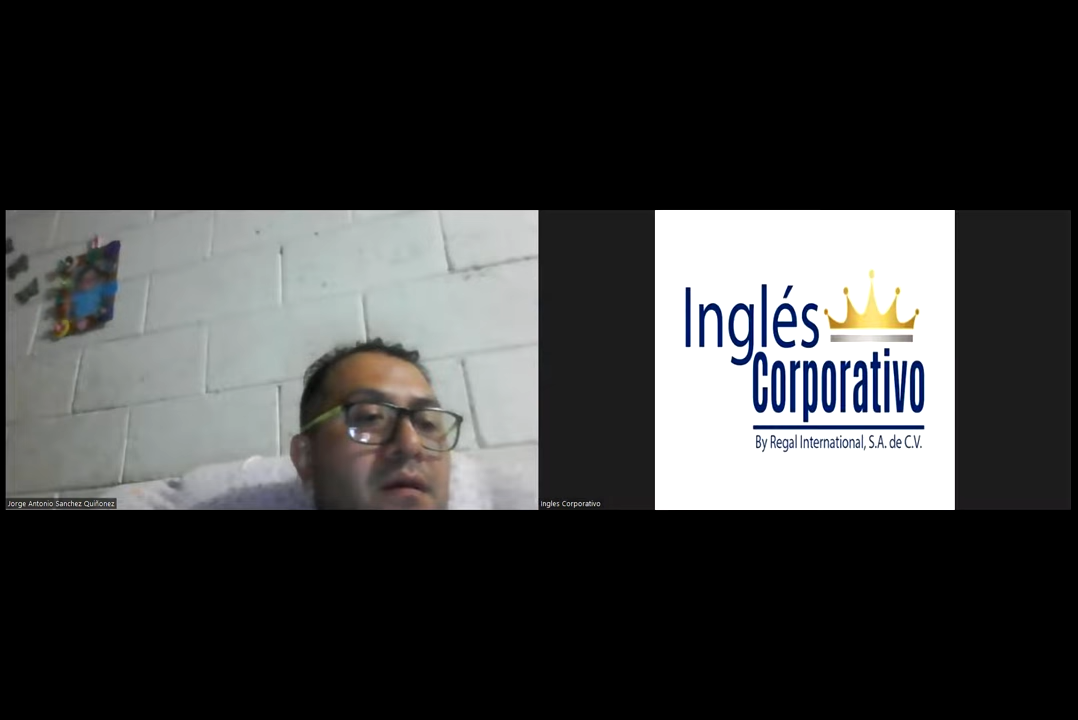 Inglés
Corporativo
By Regal International, S.A. de C.V.
Jorge Antonio Sanchez Quiñonez
Ingles Corporativo